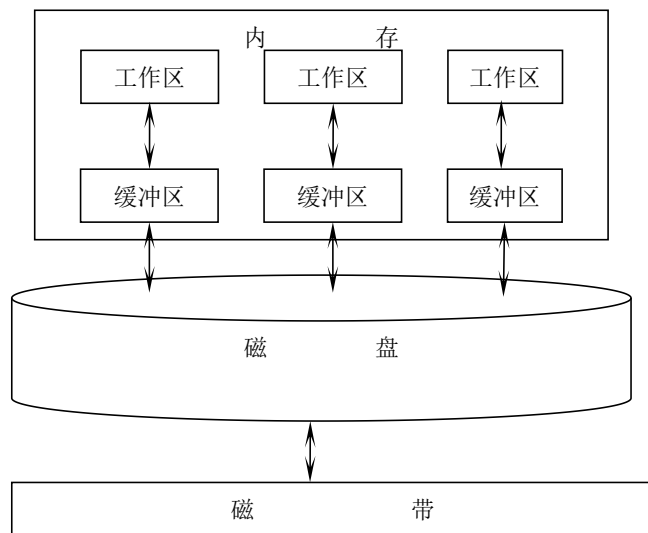 内 存
工作区 工作区 工作区
缓冲区 缓冲区 缓冲区
磁 盘
磁 带